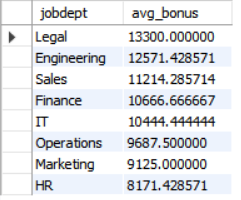 jobdept avg_bonus
Legal 13300.000000
Engineering 12571.428571
Sales 11214.285714
Finance 10666.666667
IT 10444.444444
Operations 9687.500000
Marketing 9125.000000
HR 8171.428571